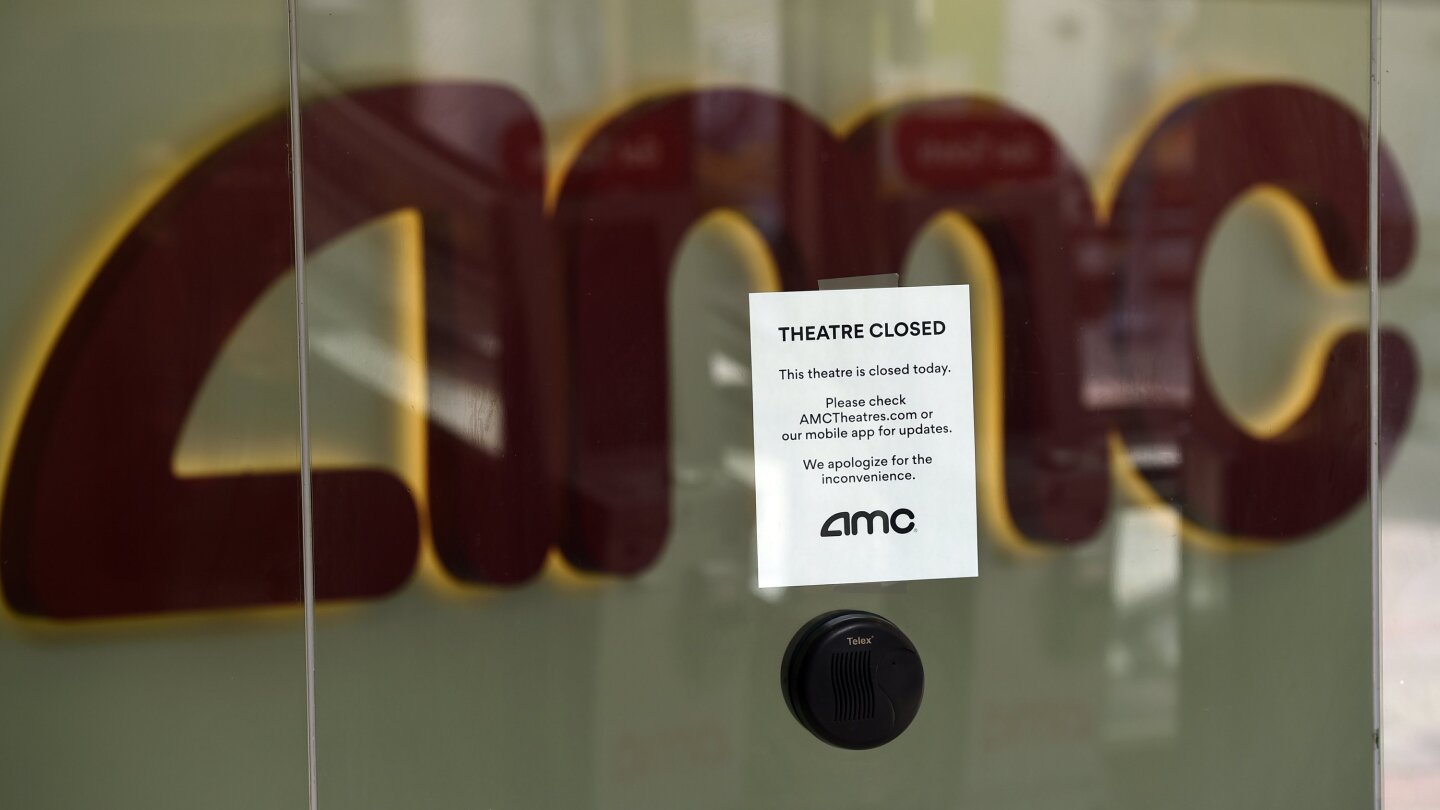 amc
THEATRE CLOSED
This theatre is closed today.
Please check
AMCTheatres.com or
our mobile app for updates.
We apologize for the
inconvenience.
amc
Telex